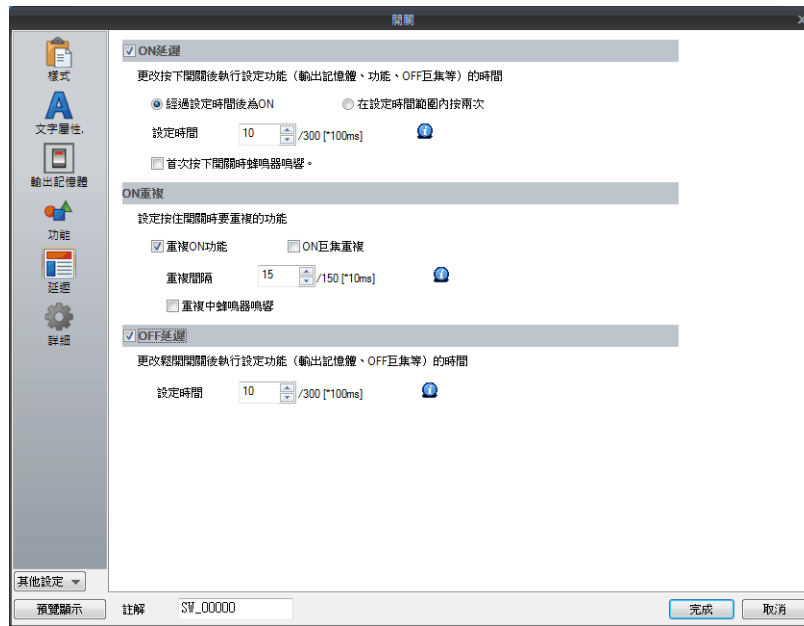 開關
樣式
文字屬性.
輸出記憶體
功能
延遲
詳細
ON延遲
更改按下開關後執行設定功能（輸出記憶體、功能、OFF巨集等）的時間
經過設定時間後為ON 在設定時間範圍內按兩次
設定時間 10 /300 [*100ms]
首次按下開關時蜂鳴器鳴響。
ON重複
設定按住開關時要重複的功能
重複ON功能 ON巨集重複
重複間隔 15 /150 [*10ms]
重複中蜂鳴器鳴響
OFF延遲
更改鬆開開關後執行設定功能（輸出記憶體、OFF巨集等）的時間
設定時間 10 /300 [*100ms]
其他設定
預覽顯示 註解 SW_00000 完成 取消